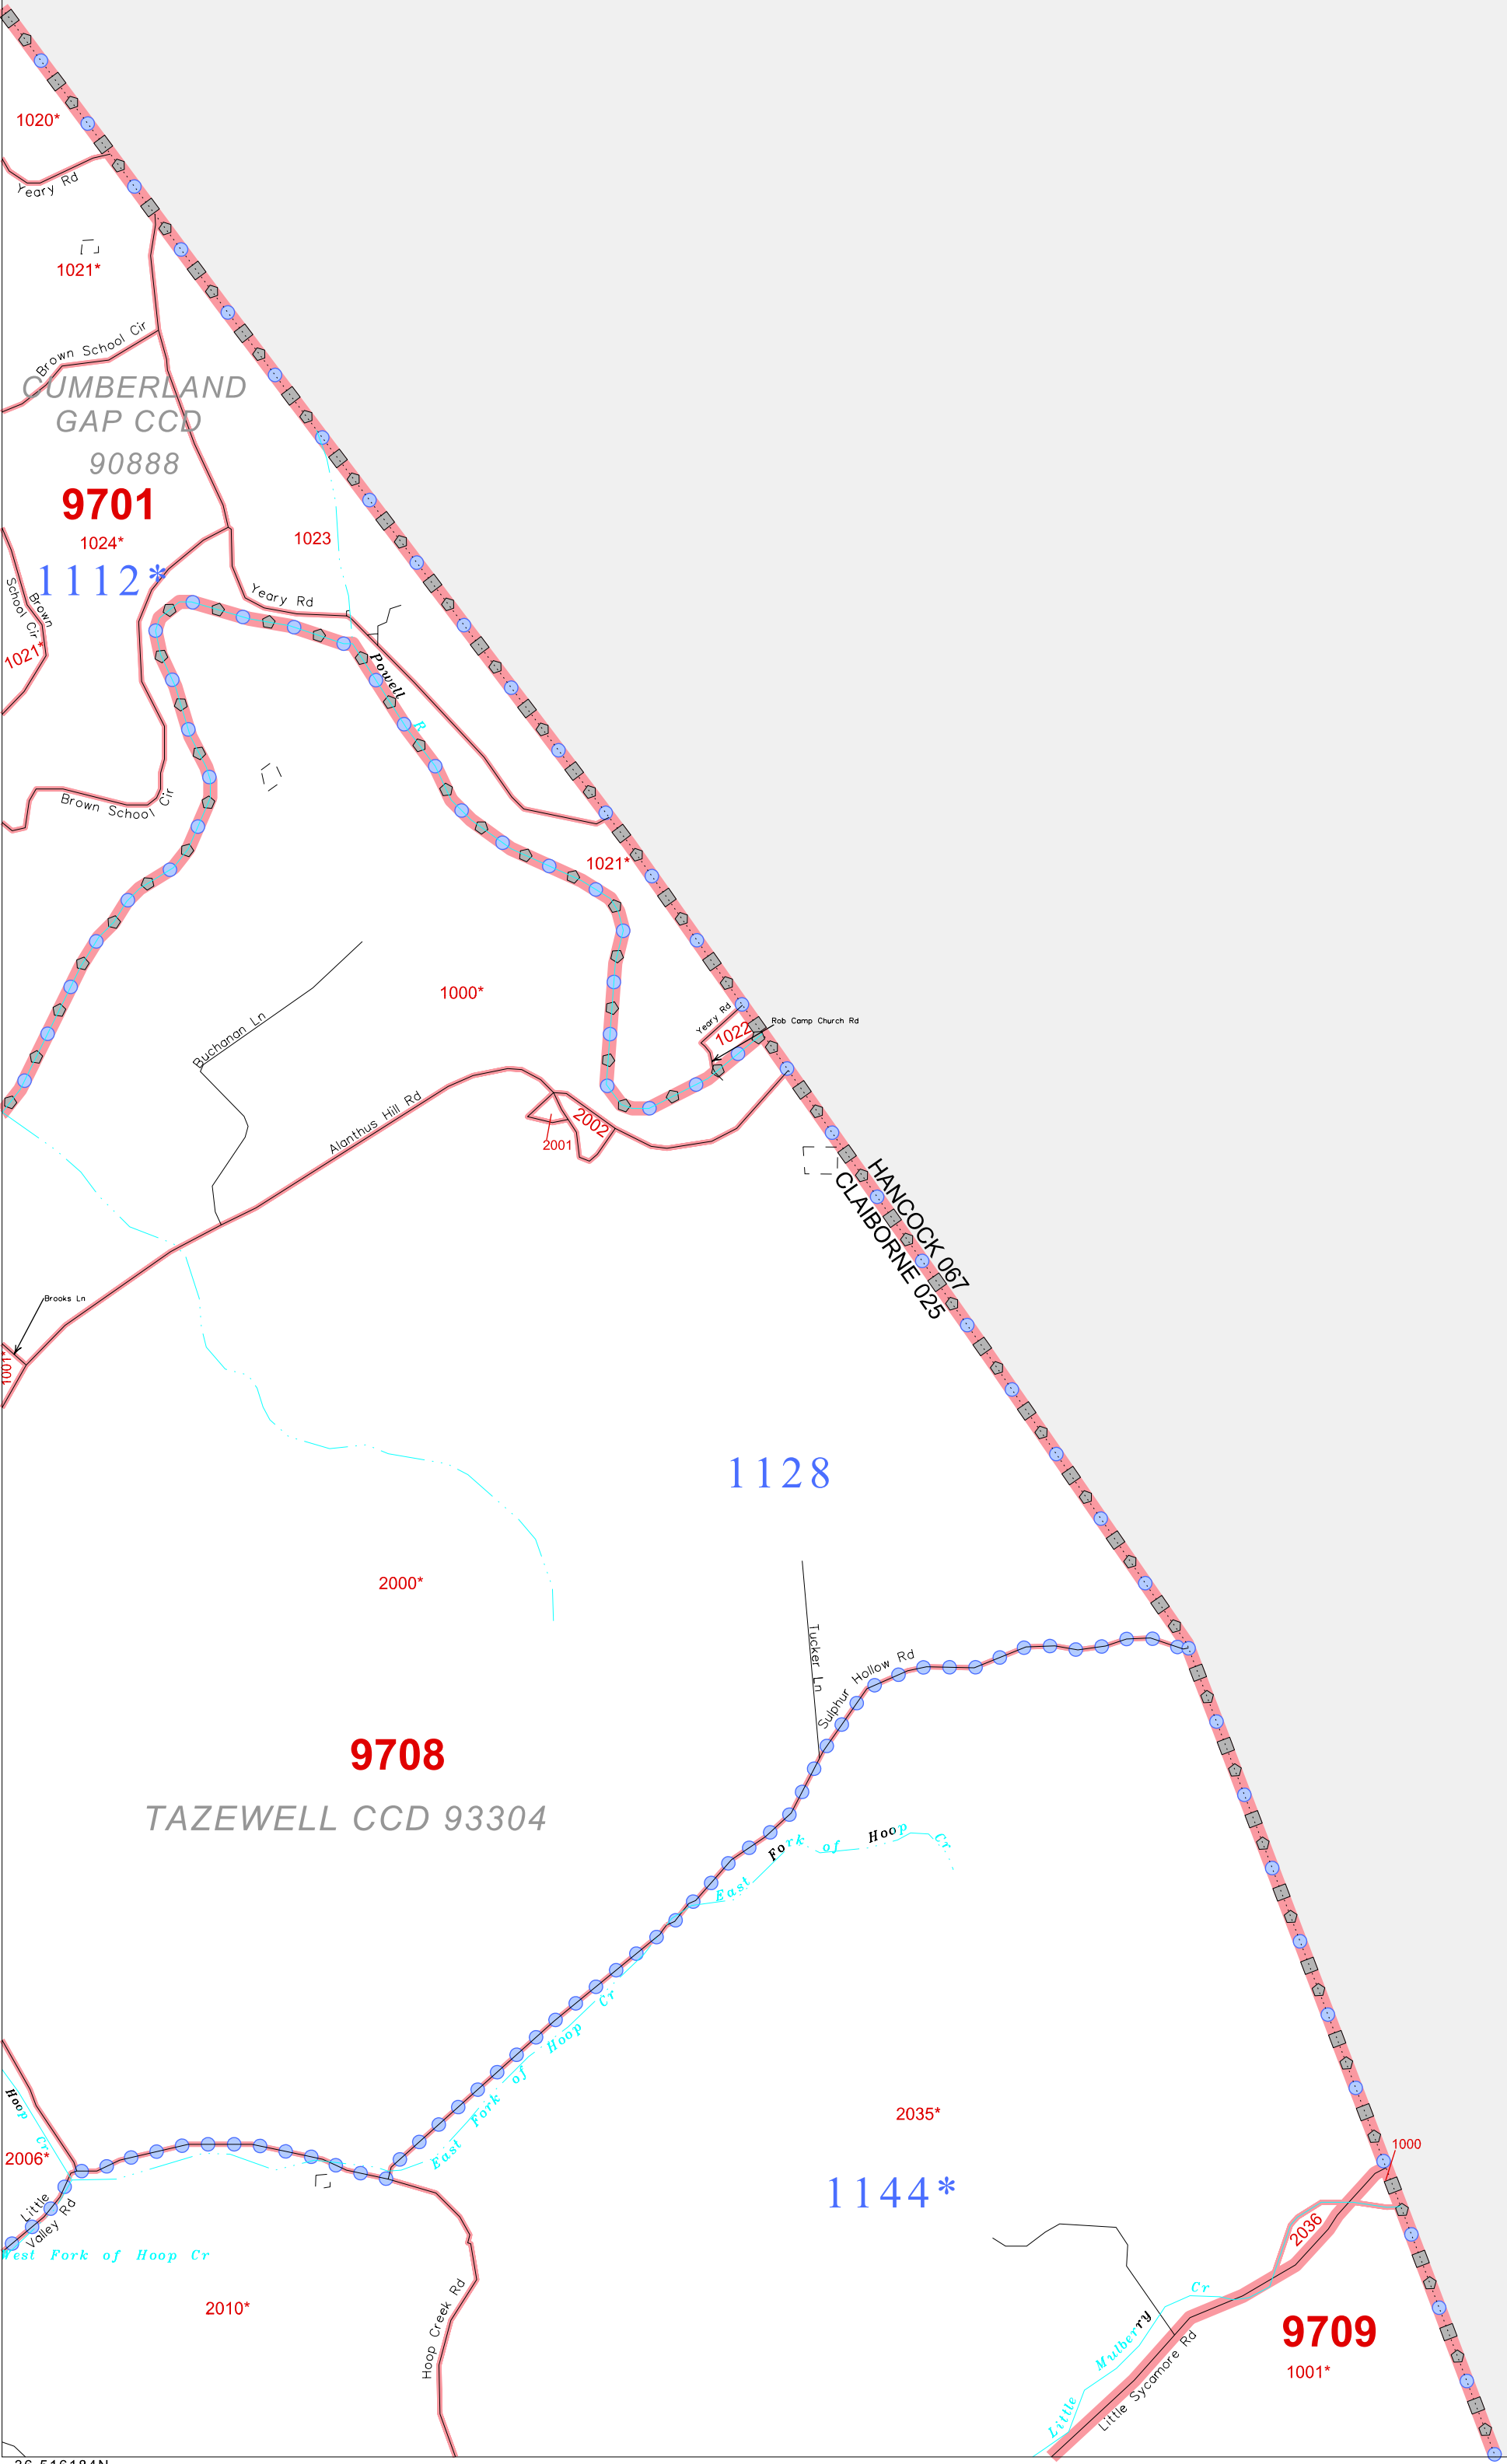 1020*
Yeary Rd
1021*
Brown School Cir
CUMBERLAND
GAP CCD
90888
9701
1024*
1023
1112*
Brown
School Cir
Yeary Rd
1021*
Powell
R
Brown School Cir
1021*
1000*
Yeary Rd
1022
Rob Camp Church Rd
Buchanan Ln
Alanthus Hill Rd
2002
2001
HANCOCK 067
CLAIBORNE 025
Brooks Ln
1001*
1128
2000*
Tucker Ln
Sulphur Hollow Rd
9708
TAZEWELL CCD 93304
East Fork of Hoop Cr
East Fork of Hoop Cr
Hoop Cr
2035*
2006*
1000
1144*
Little
Valley Rd
2036
West Fork of Hoop Cr
2010*
Hoop Creek Rd
Little Mulberry Cr
9709
Little Sycamore Rd
1001*
36.516184N